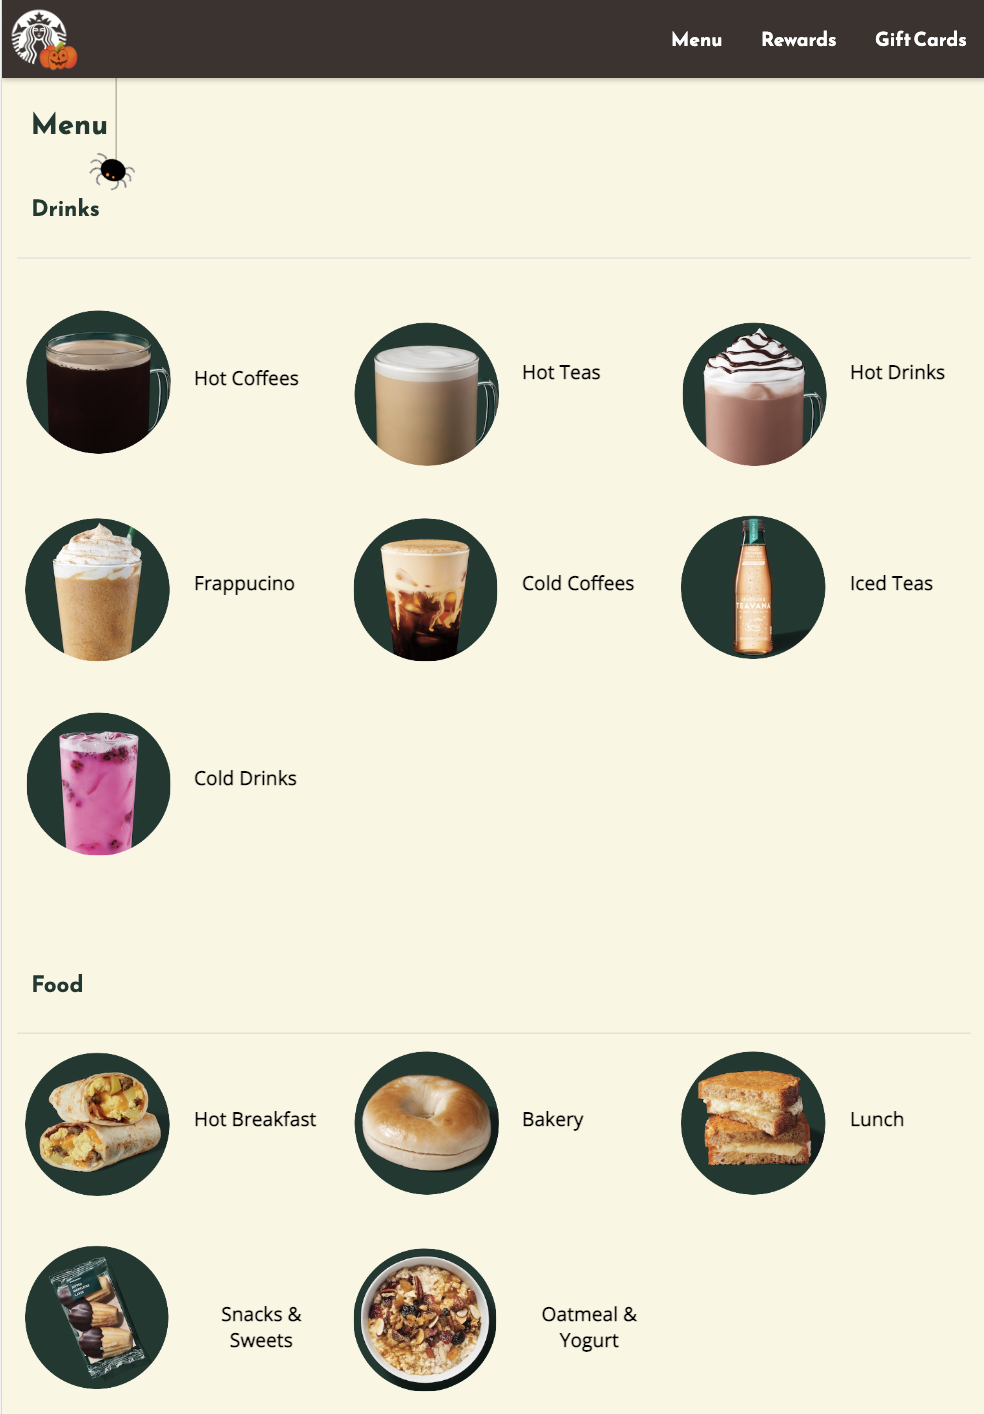 Menu
Rewards
Gift Cards
Menu
Drinks
Hot Coffees
Hot Teas
Hot Drinks
Frappucino
Cold Coffees
Iced Teas
TEAVANA
Cold Drinks
Food
Hot Breakfast
Bakery
Lunch
Snacks &
Sweets
Oatmeal &
Yogurt